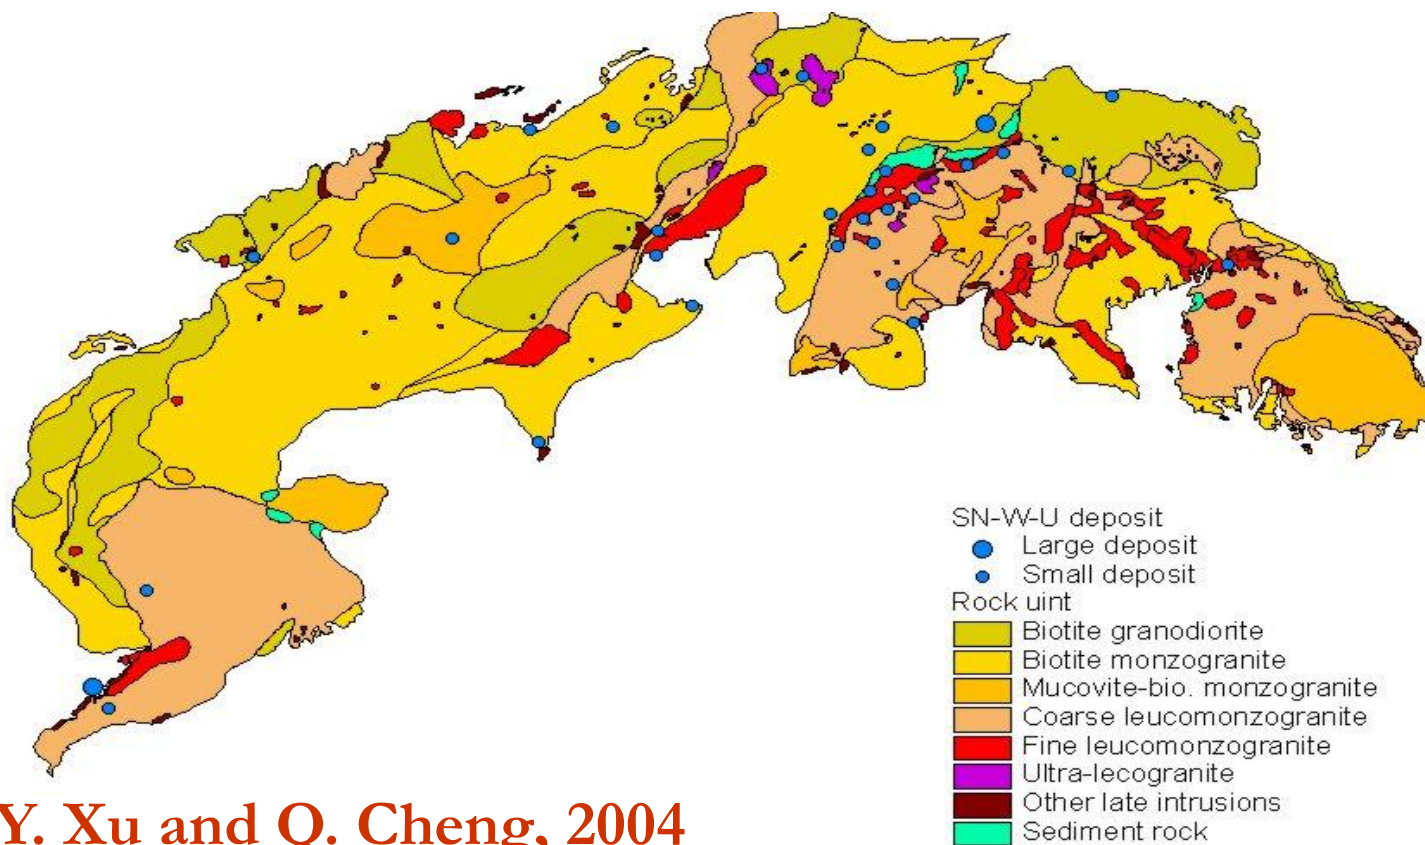 SN-W-U deposit
Large deposit
Small deposit
Rock uint
Biotite granodiorite
Biotite monzogranite
Mucovite-bio. monzogranite
Coarse leucomonzogranite
Fine leucomonzogranite
Ultra-lecogranite
Other late intrusions
Sediment rock
Y. Xu and Q. Cheng, 2004